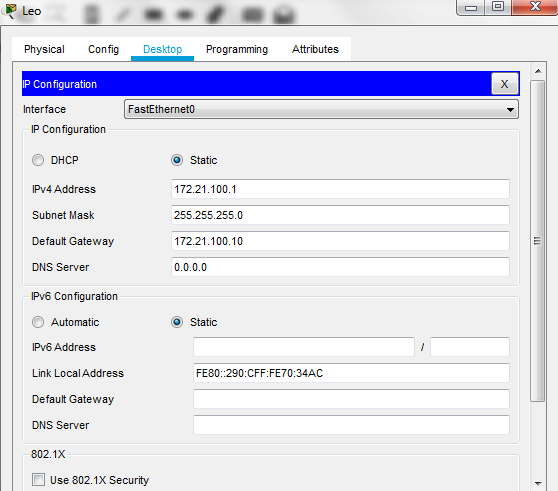 Leo
Physical Config Desktop Programming Attributes
IP Configuration X
Interface FastEthernet0
IP Configuration
DHCP Static
IPv4 Address 172.21.100.1
Subnet Mask 255.255.255.0
Default Gateway 172.21.100.10
DNS Server 0.0.0.0
IPv6 Configuration
Automatic Static
IPv6 Address /
Link Local Address FE80::290:CFF:FE70:34AC
Default Gateway
DNS Server
802.1X
Use 802.1X Security